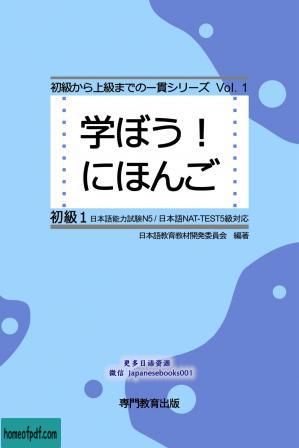 初級から上級までの一貫シリーズ Vol. 1
学ぼう！
にほんご
初級1 日本語能力試験N5/日本語NAT-TEST5級対応
日本語教育教材開発委員会 編著
更多日语资源
微信 Japanesebooks001
専門教育出版
homeofpdf.com